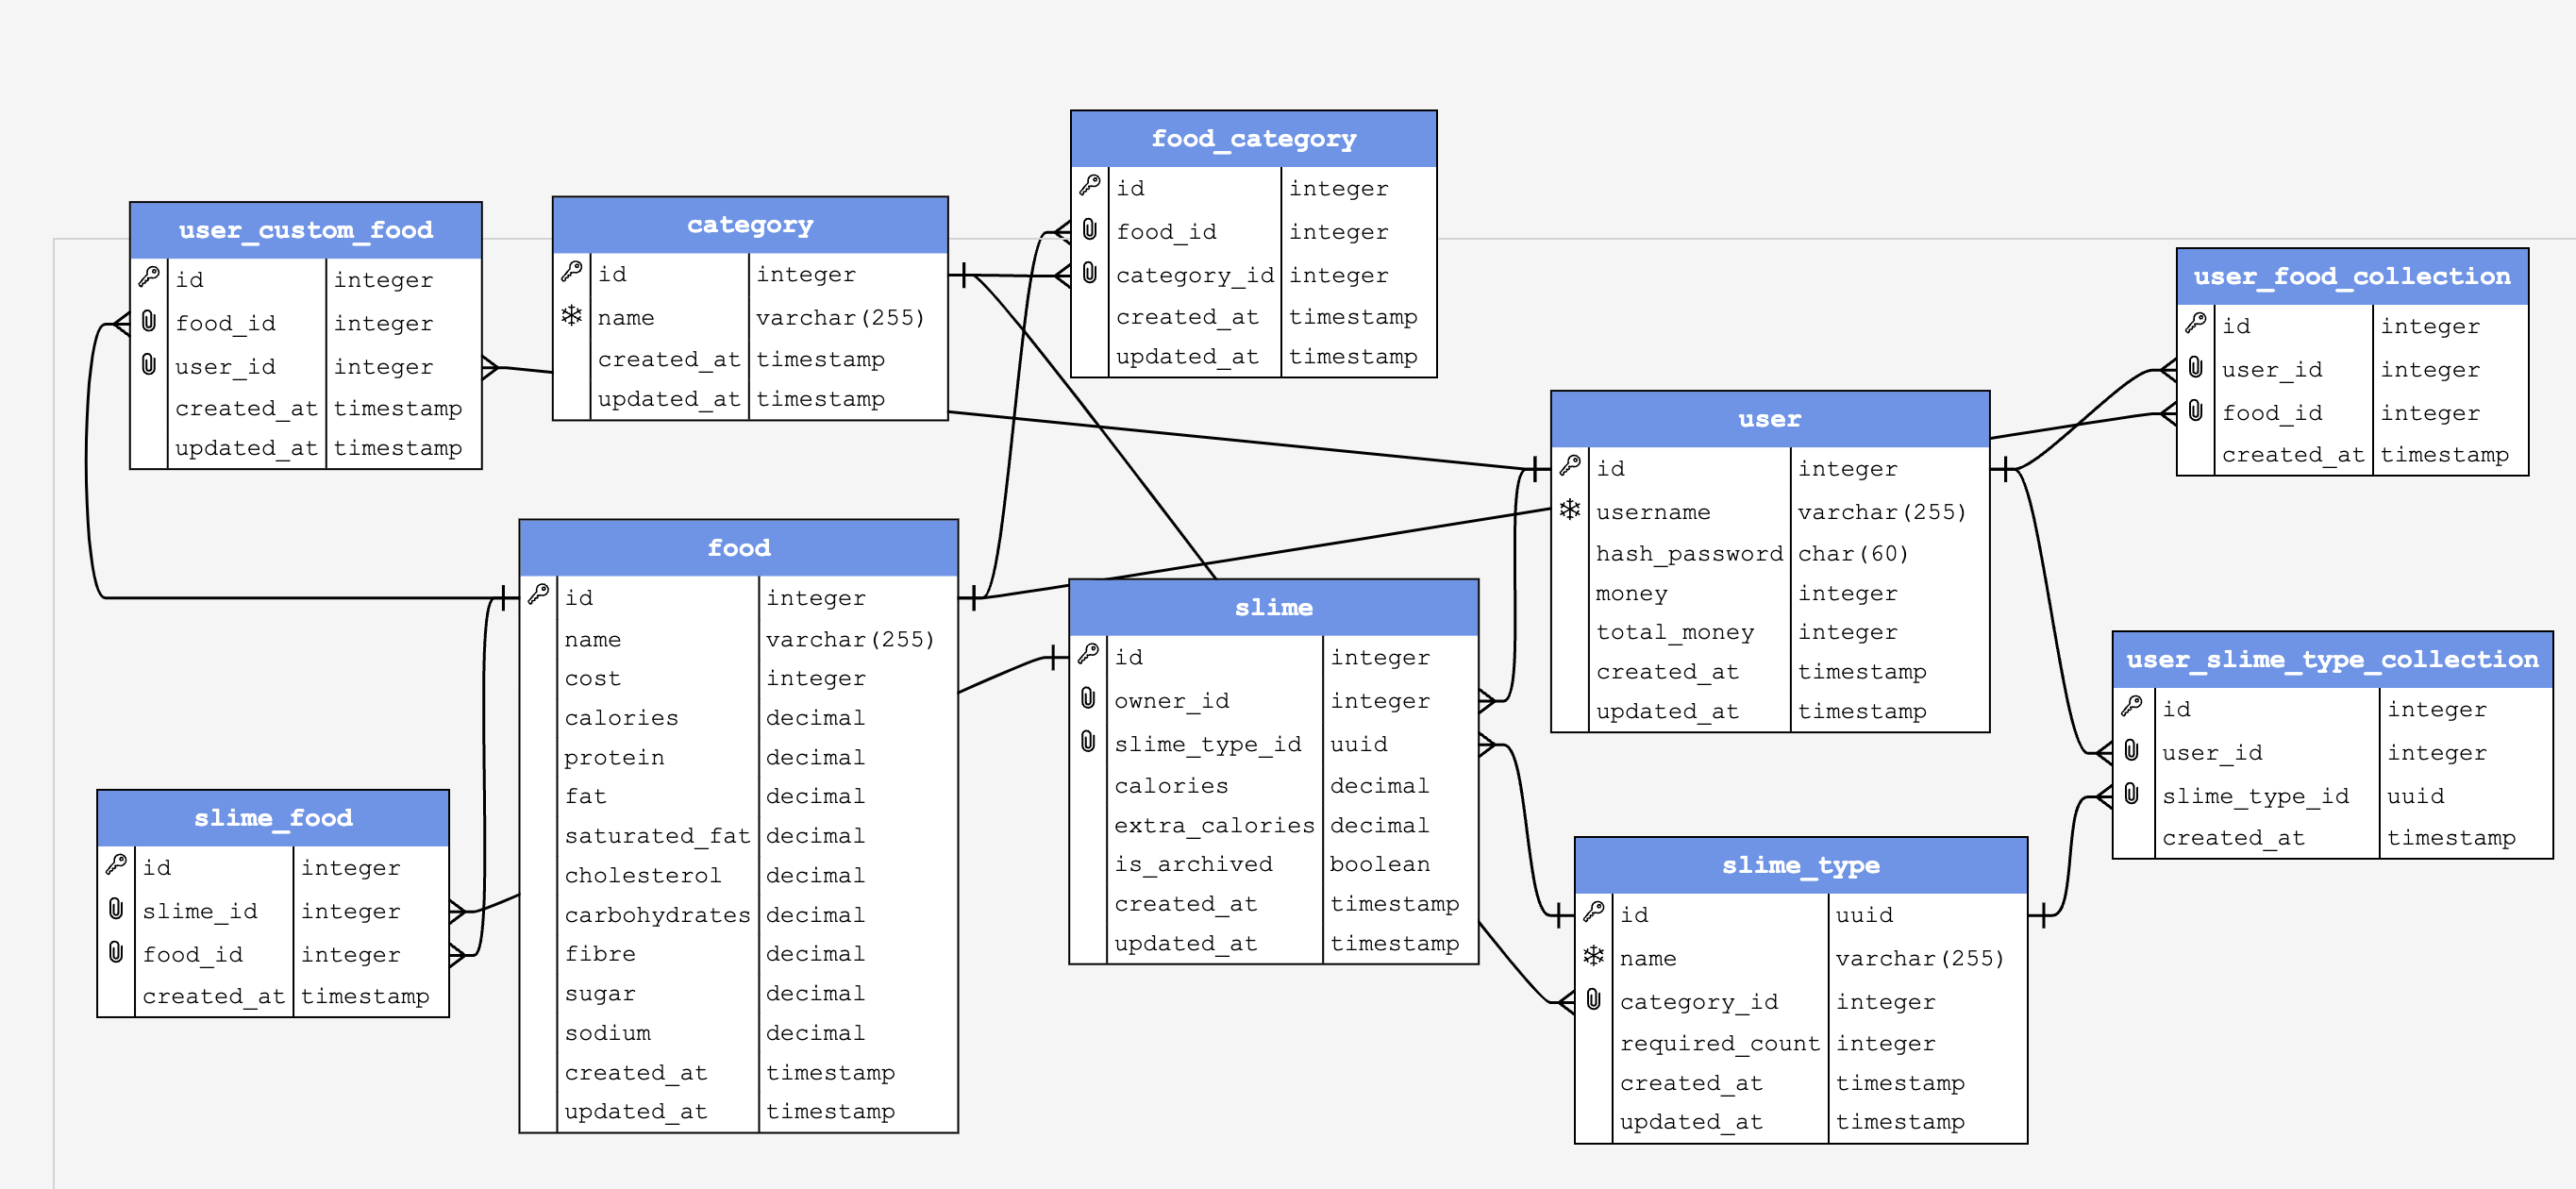 food_category
id integer
food_id integer
category_id integer
created_at timestamp
updated_at timestamp
user_custom_food
id integer
food_id integer
user_id integer
created_at timestamp
updated_at timestamp
category
id integer
name varchar(255)
created_at timestamp
updated_at timestamp
user_food_collection
id integer
user_id integer
food_id integer
created_at timestamp
user
id integer
username varchar(255)
hash_password char(60)
money integer
total_money integer
created_at timestamp
updated_at timestamp
food
id integer
name varchar(255)
cost integer
calories decimal
protein decimal
fat decimal
saturated_fat decimal
cholesterol decimal
carbohydrates decimal
fibre decimal
sugar decimal
sodium decimal
created_at timestamp
updated_at timestamp
slime
id integer
owner_id integer
slime_type_id uuid
calories decimal
extra_calories decimal
is_archived boolean
created_at timestamp
updated_at timestamp
user_slime_type_collection
id integer
user_id integer
slime_type_id uuid
created_at timestamp
slime_food
id integer
slime_id integer
food_id integer
created_at timestamp
slime_type
id uuid
name varchar(255)
category_id integer
required_count integer
created_at timestamp
updated_at timestamp